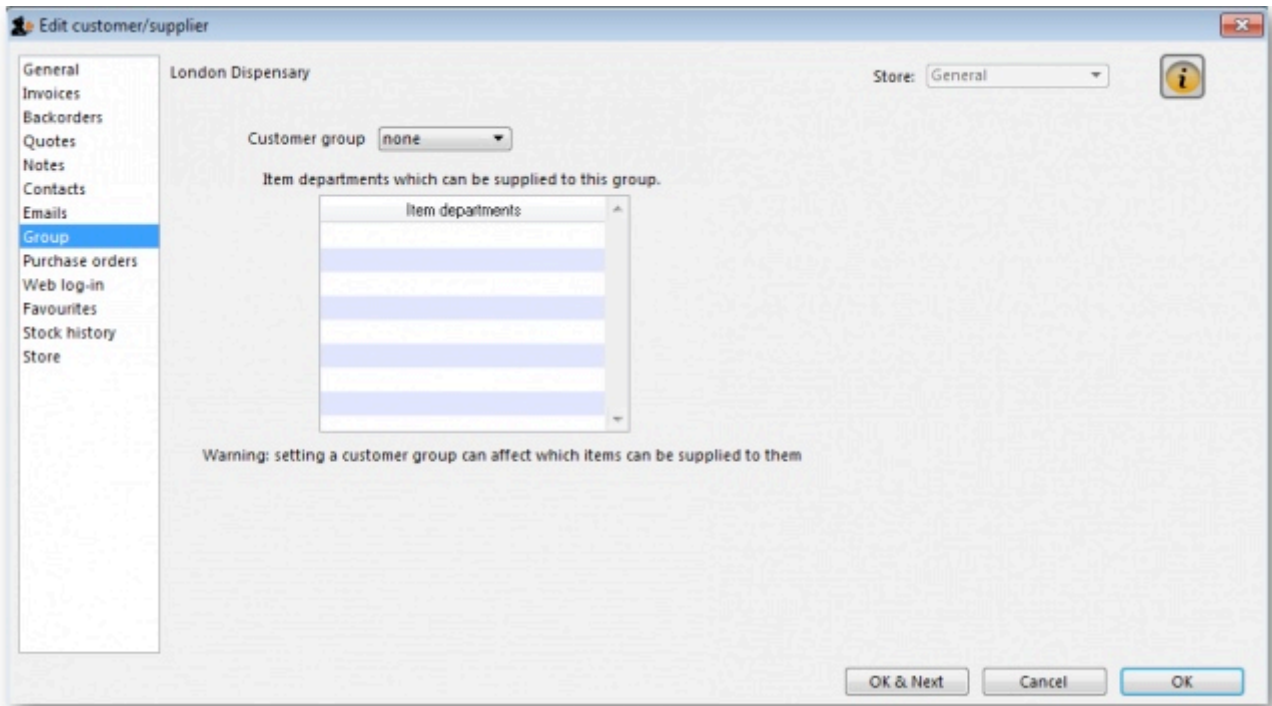 Edit customer/supplier
General
Invoices
Backorders
Quotes
Notes
Contacts
Emails
Group
Purchase orders
Web log-in
Favourites
Stock history
Store
London Dispensary
Store: General
i
Customer group none
Item departments which can be supplied to this group.
Item departments
Warning: setting a customer group can affect which items can be supplied to them
OK & Next Cancel OK